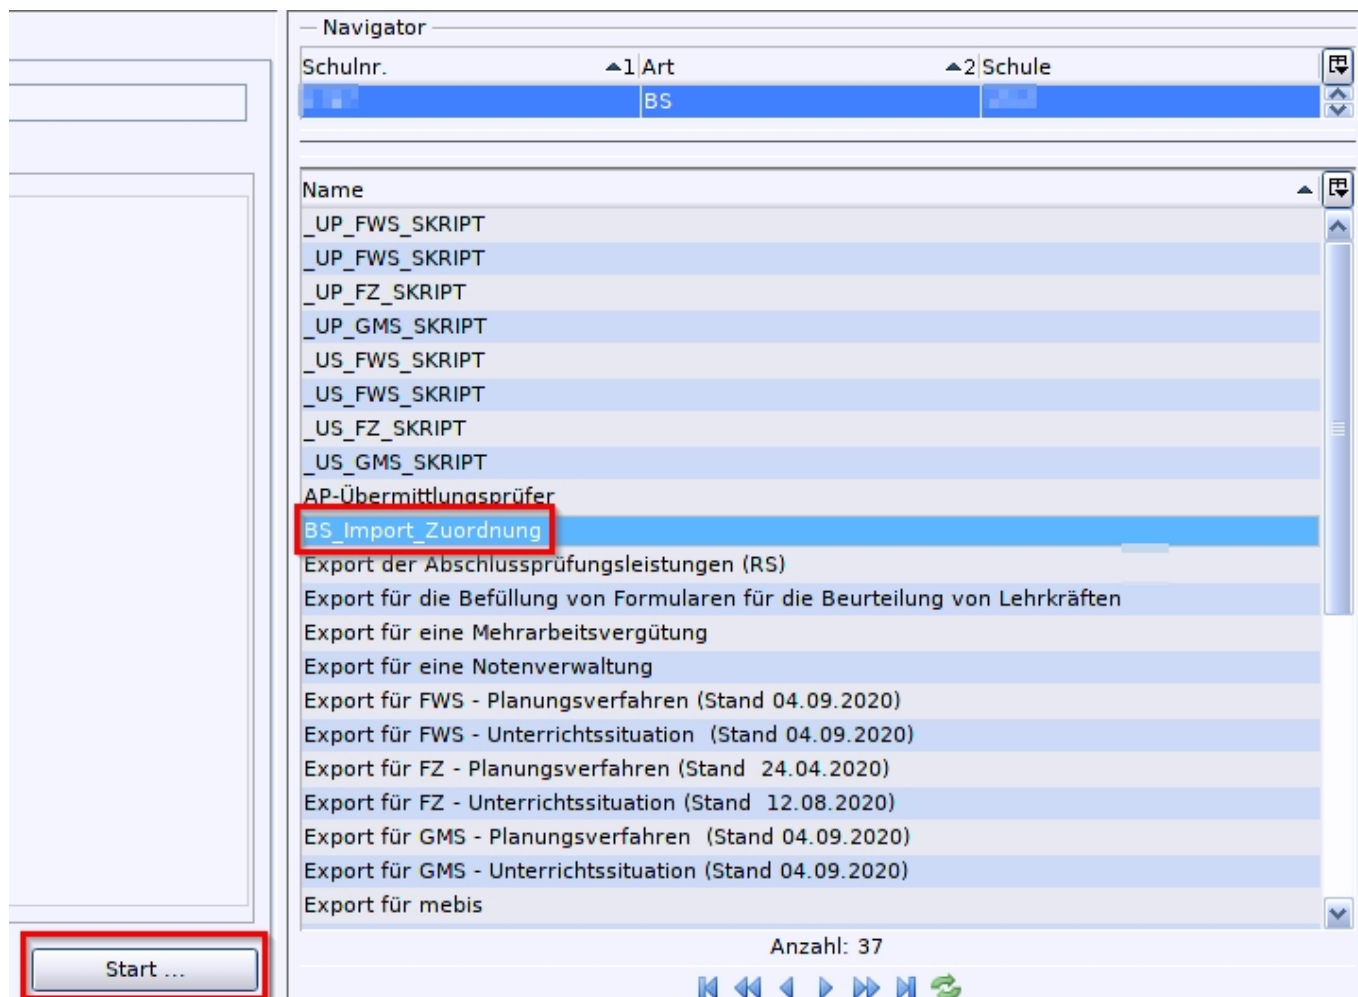 Navigator
Schulnr. 1 Art 2 Schule
BS
Name
_UP_FWS_SKRIPT
_UP_FWS_SKRIPT
_UP_FZ_SKRIPT
_UP_GMS_SKRIPT
_US_FWS_SKRIPT
_US_FWS_SKRIPT
_US_FZ_SKRIPT
_US_GMS_SKRIPT
AP-Übermittlungsprüfer
BS_Import_Zuordnung
Export der Abschlussprüfungsleistungen (RS)
Export für die Befüllung von Formularen für die Beurteilung von Lehrkräften
Export für eine Mehrarbeitsvergütung
Export für eine Notenverwaltung
Export für FWS - Planungsverfahren (Stand 04.09.2020)
Export für FWS - Unterrichtssituation (Stand 04.09.2020)
Export für FZ - Planungsverfahren (Stand 24.04.2020)
Export für FZ - Unterrichtssituation (Stand 12.08.2020)
Export für GMS - Planungsverfahren (Stand 04.09.2020)
Export für GMS - Unterrichtssituation (Stand 04.09.2020)
Export für mebis
Anzahl: 37
Start ...